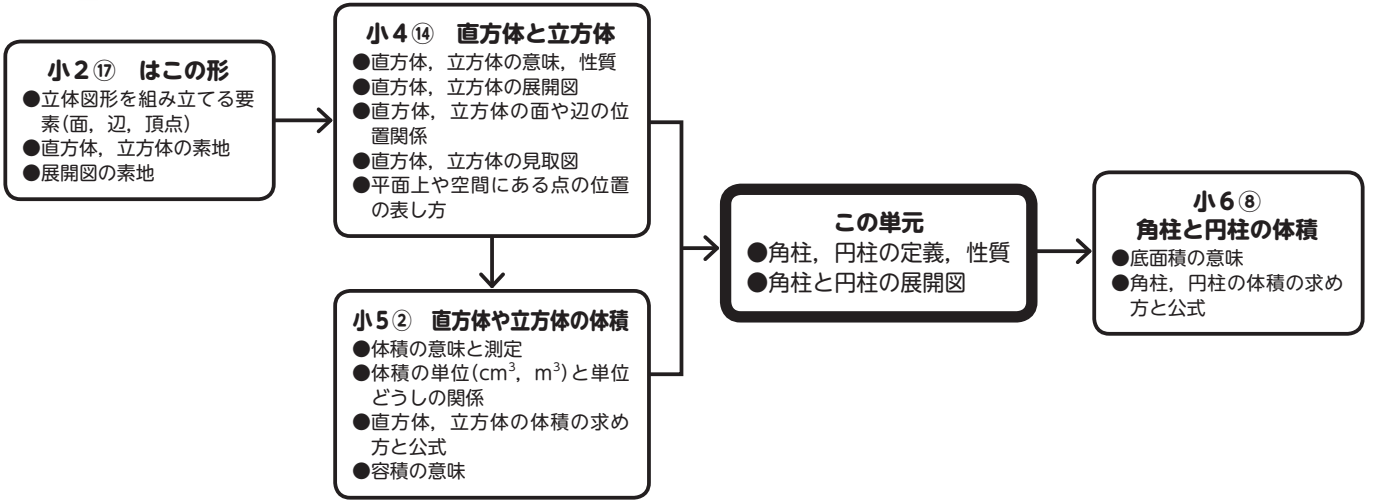 小2⑰ はこの形
●立体図形を組み立てる要
素(面，辺，頂点)
●直方体，立方体の素地
●展開図の素地
小4⑭ 直方体と立方体
●直方体，立方体の意味，性質
●直方体，立方体の展開図
●直方体，立方体の面や辺の位
置関係
●直方体，立方体の見取図
●平面上や空間にある点の位置
の表し方
小5② 直方体や立方体の体積
●体積の意味と測定
●体積の単位(cm³，m³)と単位
どうしの関係
●直方体，立方体の体積の求め
方と公式
●容積の意味
この単元
●角柱，円柱の定義，性質
●角柱と円柱の展開図
小6⑧
角柱と円柱の体積
●底面積の意味
●角柱，円柱の体積の求め
方と公式